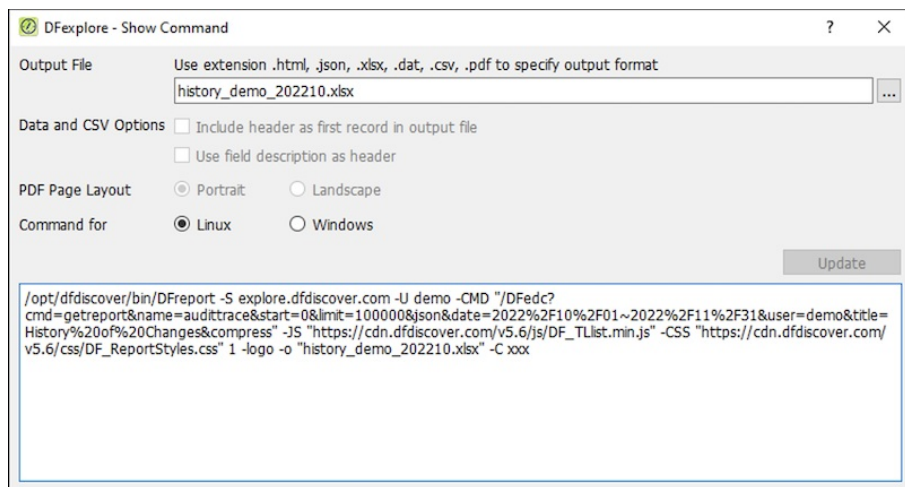 DFexplore - Show Command ? ×
Output File Use extension .html, .json, .xlsx, .dat, .csv, .pdf to specify output format
history_demo_202210.xlsx ...
Data and CSV Options Include header as first record in output file
Use field description as header
PDF Page Layout Portrait Landscape
Command for Linux Windows
Update
/opt/dfdiscover/bin/DFreport -S explore.dfdiscover.com -U demo -CMD "/DFedc?
cmd=getreport&name=audittrace&start=0&limit=100000&json&date=2022%2F10%2F01~2022%2F11%2F31&user=demo&title=
History%20of%20Changes&compress" -JS "https://cdn.dfdiscover.com/v5.6/js/DF_TLlist.min.js" -CSS "https://cdn.dfdiscover.com/
v5.6/css/DF_ReportStyles.css" 1 -logo -o "history_demo_202210.xlsx" -C xxx